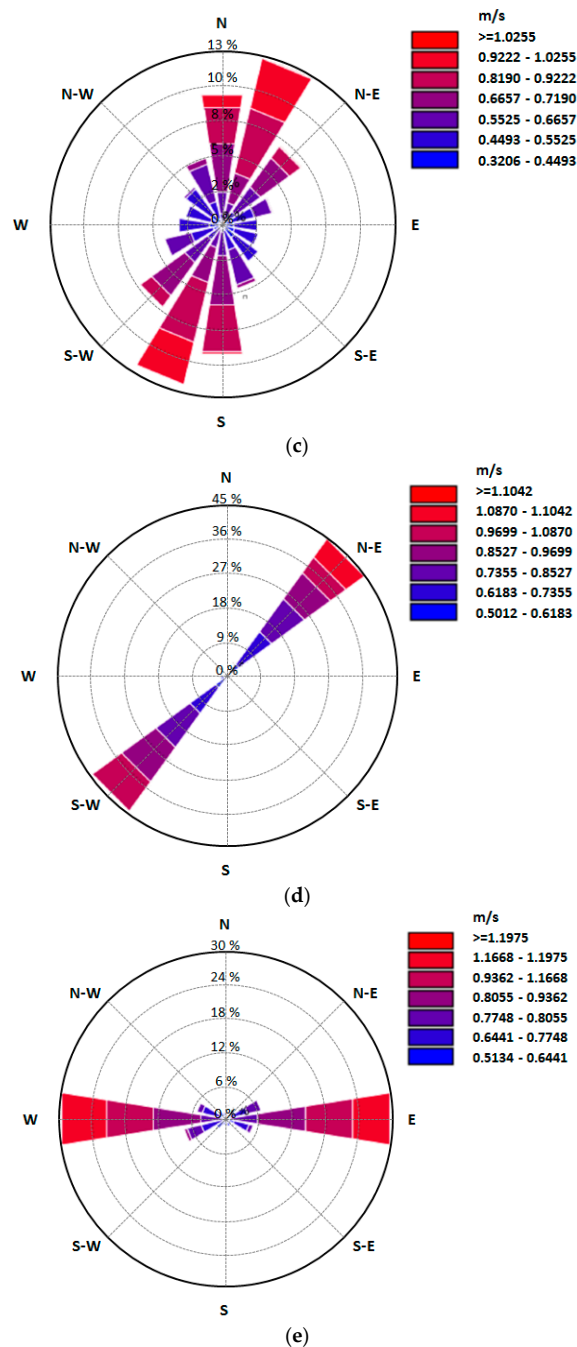 m/s
>=1.0255
0.9222 - 1.0255
0.8190 - 0.9222
0.6657 - 0.7190
0.5525 - 0.6657
0.4493 - 0.5525
0.3206 - 0.4493
N
13 %
10 %
8 %
5 %
2 %
0 %
N-W
N-E
W
E
S-W
S-E
S
(c)
m/s
>=1.1042
1.0870 - 1.1042
0.9699 - 1.0870
0.8527 - 0.9699
0.7355 - 0.8527
0.6183 - 0.7355
0.5012 - 0.6183
N
45 %
36 %
27 %
18 %
9 %
0 %
N-W
N-E
W
E
S-W
S-E
S
(d)
m/s
>=1.1975
1.1668 - 1.1975
0.9362 - 1.1668
0.8055 - 0.9362
0.7748 - 0.8055
0.6441 - 0.7748
0.5134 - 0.6441
N
30 %
24 %
18 %
12 %
6 %
0 %
N-W
N-E
W
E
S-W
S-E
S
(e)